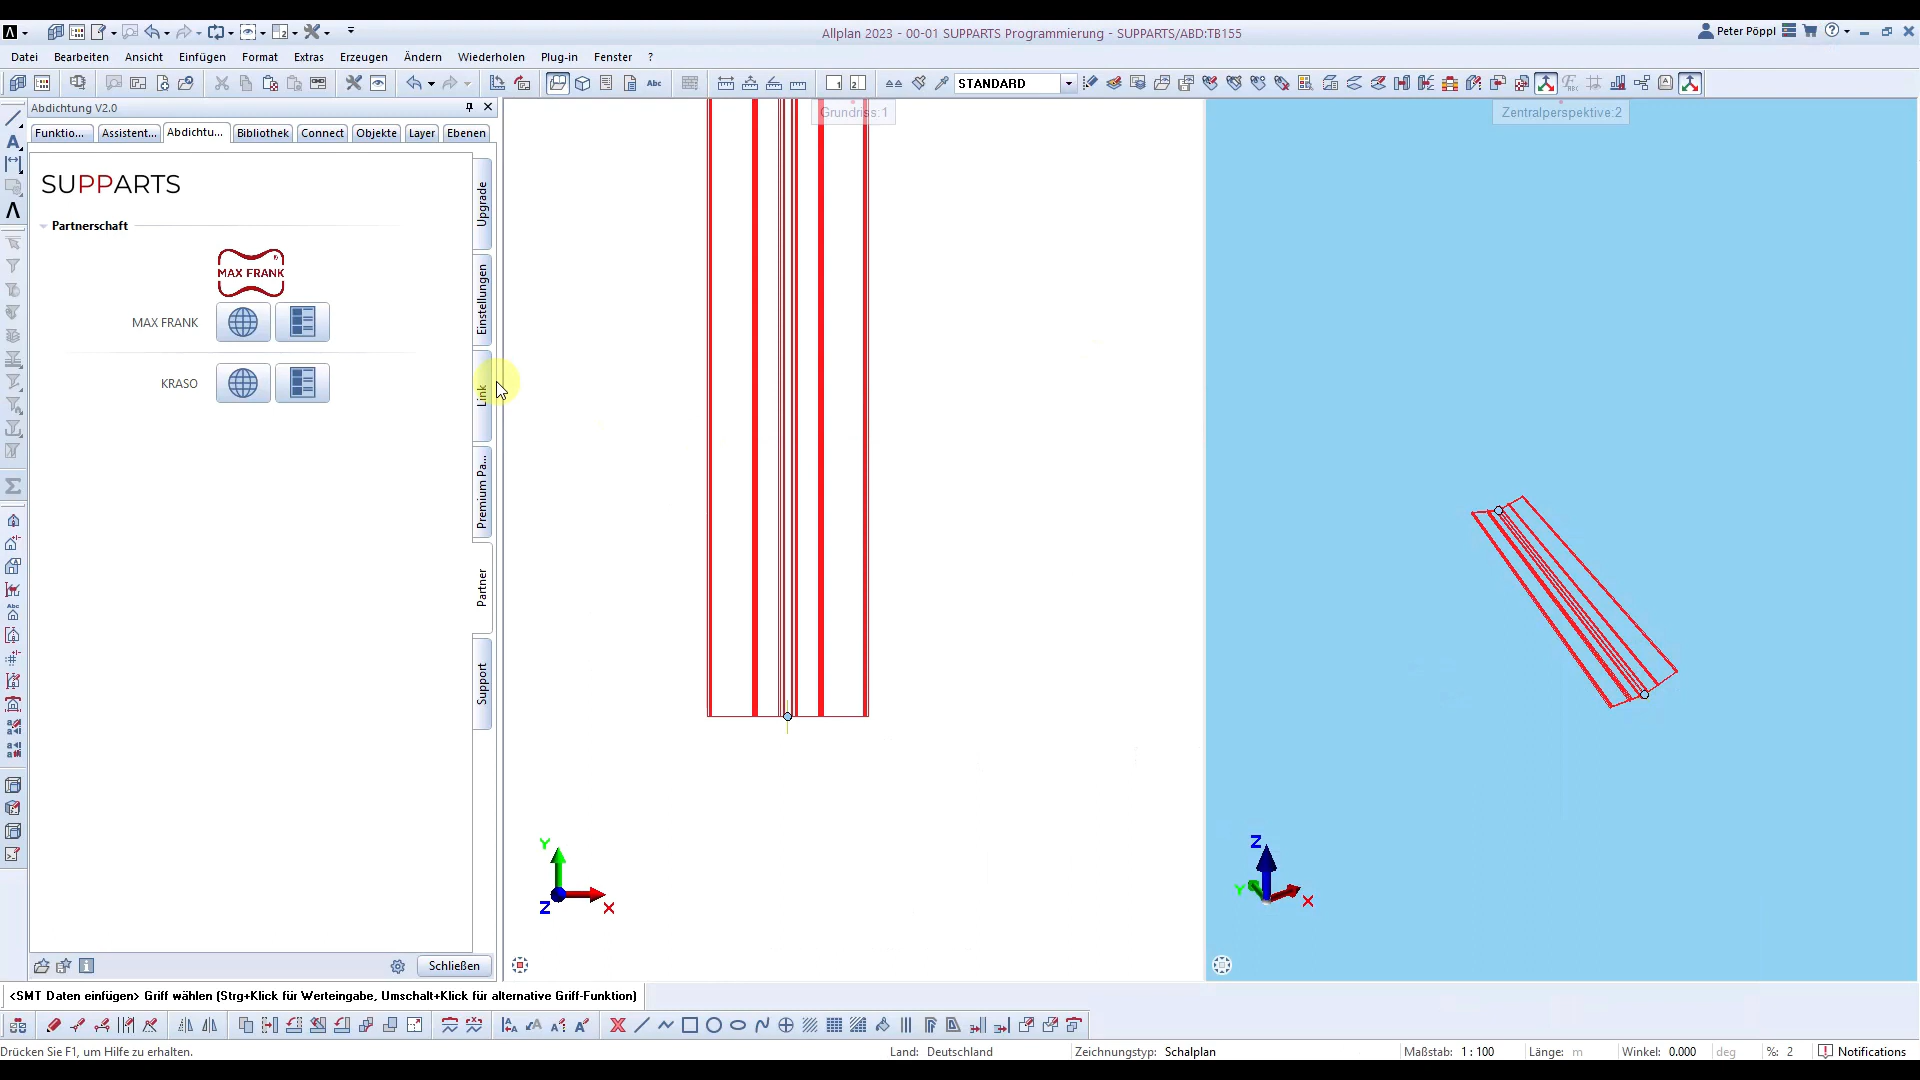 Allplan 2023 - 00-01 SUPPARTS Programmierung - SUPPARTS/ABD:TB155
Peter Pöppl
Datei Bearbeiten Ansicht Einfügen Format Extras Erzeugen Ändern Wiederholen Plug-in Fenster ?
Abc
1 2
STANDARD
Abdichtung V2.0
Funktio... Assistent... Abdichtu... Bibliothek Connect Objekte Layer Ebenen
Grundriss:1
Zentralperspektive:2
SUPPARTS
Partnerschaft
MAX FRANK
MAX FRANK
KRASO
Upgrade
Einstellungen
Link
Premium Pa...
Partner
Support
Y
Z
X
Z
Y
X
Schließen
<SMT Daten einfügen> Griff wählen (Strg+Klick für Werteingabe, Umschalt+Klick für alternative Griff-Funktion)
Drücken Sie F1, um Hilfe zu erhalten.
Land: Deutschland
Zeichnungstyp: Schalplan
Maßstab: 1 : 100
Länge: m
Winkel: 0.000
deg
%: 2
Notifications